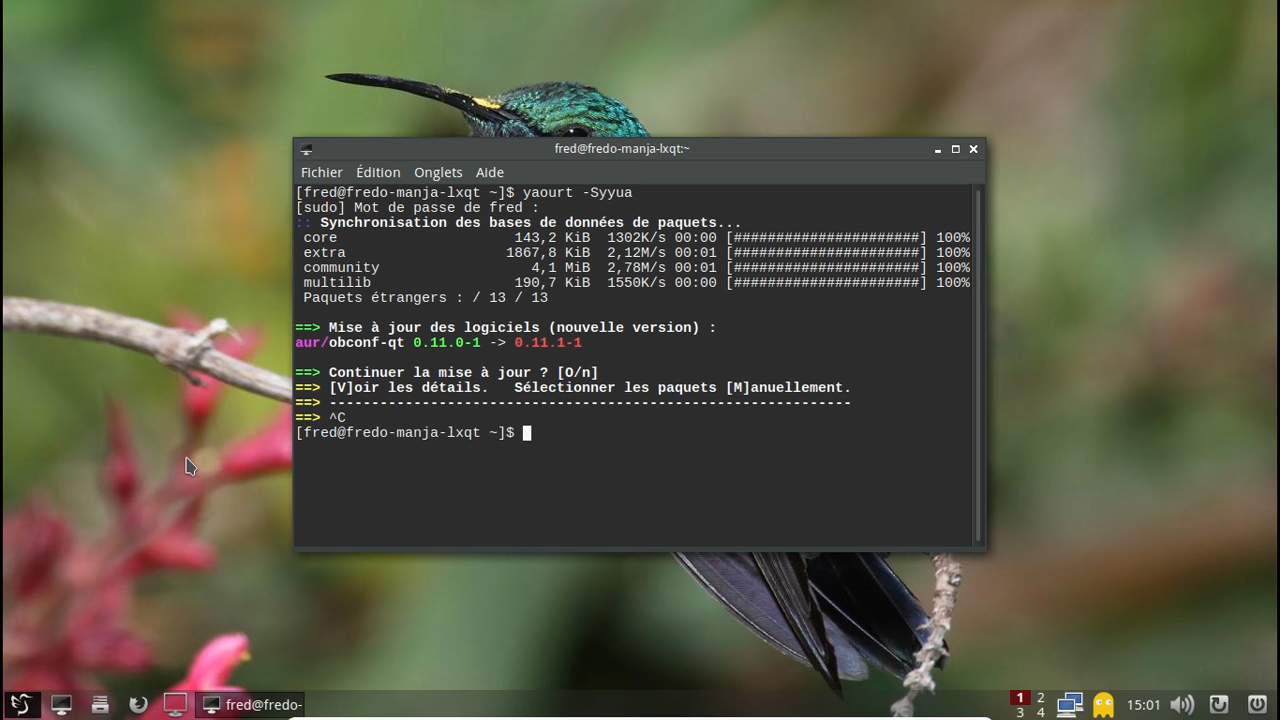 fred@fredo-manja-lxqt:~
Fichier Édition Onglets Aide
[fred@fredo-manja-lxqt ~]$ yaourt -Syyua
[sudo] Mot de passe de fred :
:: Synchronisation des bases de données de paquets...
core 143,2 KiB 1302K/s 00:00 [######################] 100%
extra 1867,8 KiB 2,12M/s 00:01 [######################] 100%
community 4,1 MiB 2,78M/s 00:01 [######################] 100%
multilib 190,7 KiB 1550K/s 00:00 [######################] 100%
Paquets étrangers : / 13 / 13
==> Mise à jour des logiciels (nouvelle version) :
aur/obconf-qt 0.11.0-1 -> 0.11.1-1
==> Continuer la mise à jour ? [O/n]
==> [V]oir les détails. Sélectionner les paquets [M]anuellement.
==> --------------------------------------------------------------
==> ^C
[fred@fredo-manja-lxqt ~]$
fred@fredo-
1 2
3 4
15:01